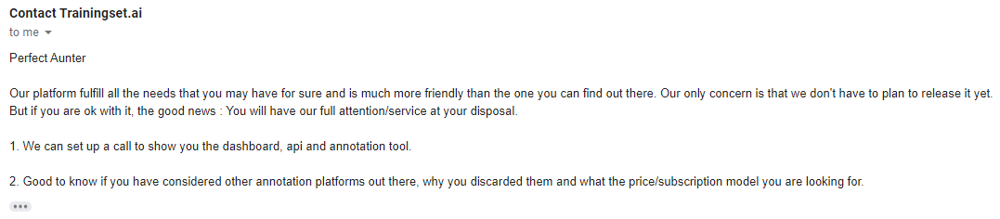 Contact Trainingset.ai
to me
Perfect Aunter
Our platform fulfill all the needs that you may have for sure and is much more friendly than the one you can find out there. Our only concern is that we don't have to plan to release it yet.
But if you are ok with it, the good news : You will have our full attention/service at your disposal.
1. We can set up a call to show you the dashboard, api and annotation tool.
2. Good to know if you have considered other annotation platforms out there, why you discarded them and what the price/subscription model you are looking for.